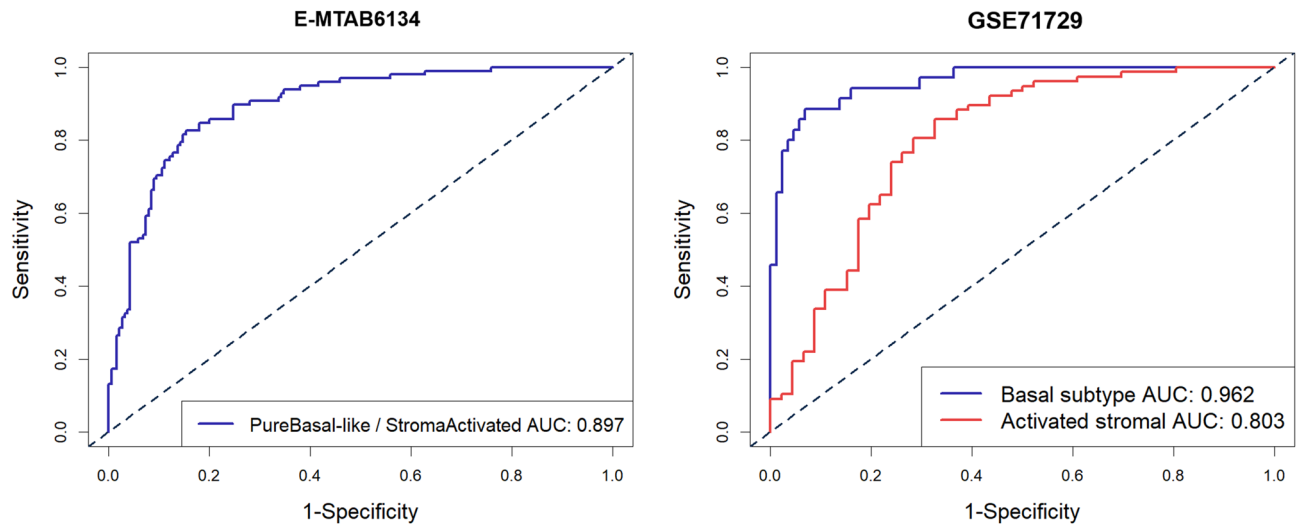 E-MTAB6134
Sensitivity
1.0
0.8
0.6
0.4
0.2
0.0
PureBasal-like / StromaActivated AUC: 0.897
0.0 0.2 0.4 0.6 0.8 1.0
1-Specificity
GSE71729
Sensitivity
1.0
0.8
0.6
0.4
0.2
0.0
Basal subtype AUC: 0.962
Activated stromal AUC: 0.803
0.0 0.2 0.4 0.6 0.8 1.0
1-Specificity